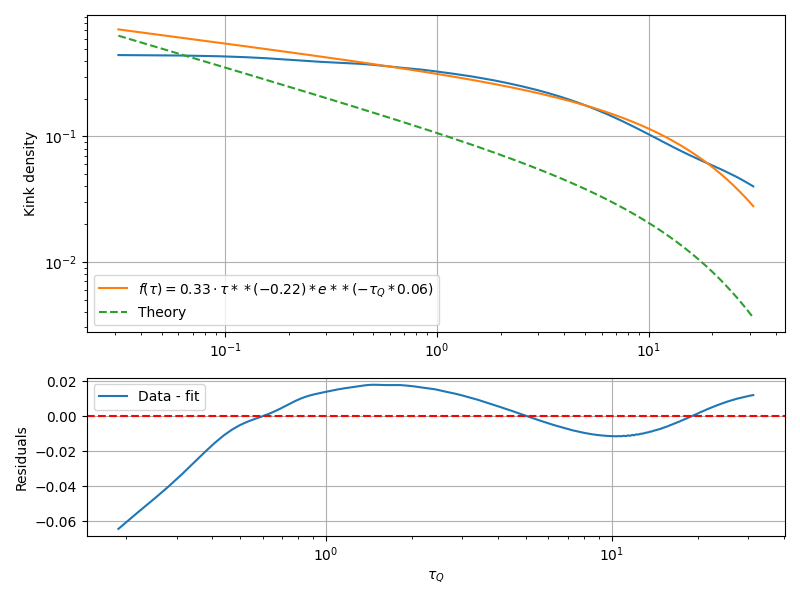 Kink density
10⁻¹
10⁻²
f(τ) = 0.33 · τ * *(−0.22) * e * *(−τ_Q * 0.06)
Theory
10⁻¹ 10⁰ 10¹
Residuals
0.02
0.00
−0.02
−0.04
−0.06
Data - fit
10⁰ 10¹
τ_Q